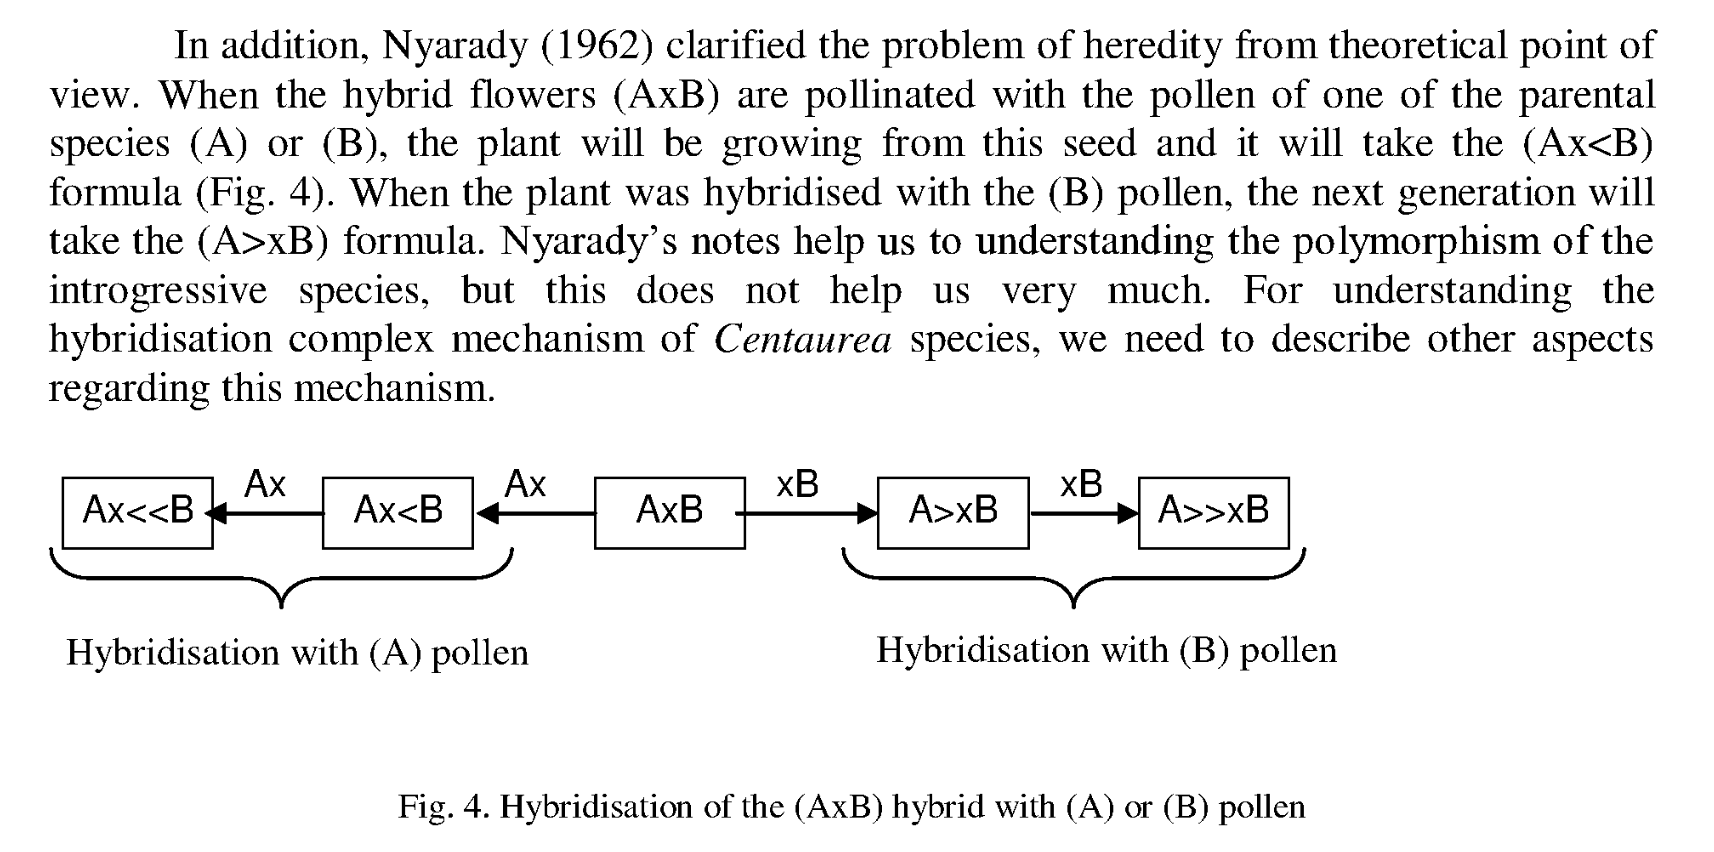 In addition, Nyarady (1962) clarified the problem of heredity from theoretical point of
view. When the hybrid flowers (AxB) are pollinated with the pollen of one of the parental
species (A) or (B), the plant will be growing from this seed and it will take the (Ax<B)
formula (Fig. 4). When the plant was hybridised with the (B) pollen, the next generation will
take the (A>xB) formula. Nyarady’s notes help us to understanding the polymorphism of the
introgressive species, but this does not help us very much. For understanding the
hybridisation complex mechanism of Centaurea species, we need to describe other aspects
regarding this mechanism.
Ax<<B Ax Ax<B Ax AxB xB A>xB xB A>>xB
Hybridisation with (A) pollen Hybridisation with (B) pollen
Fig. 4. Hybridisation of the (AxB) hybrid with (A) or (B) pollen